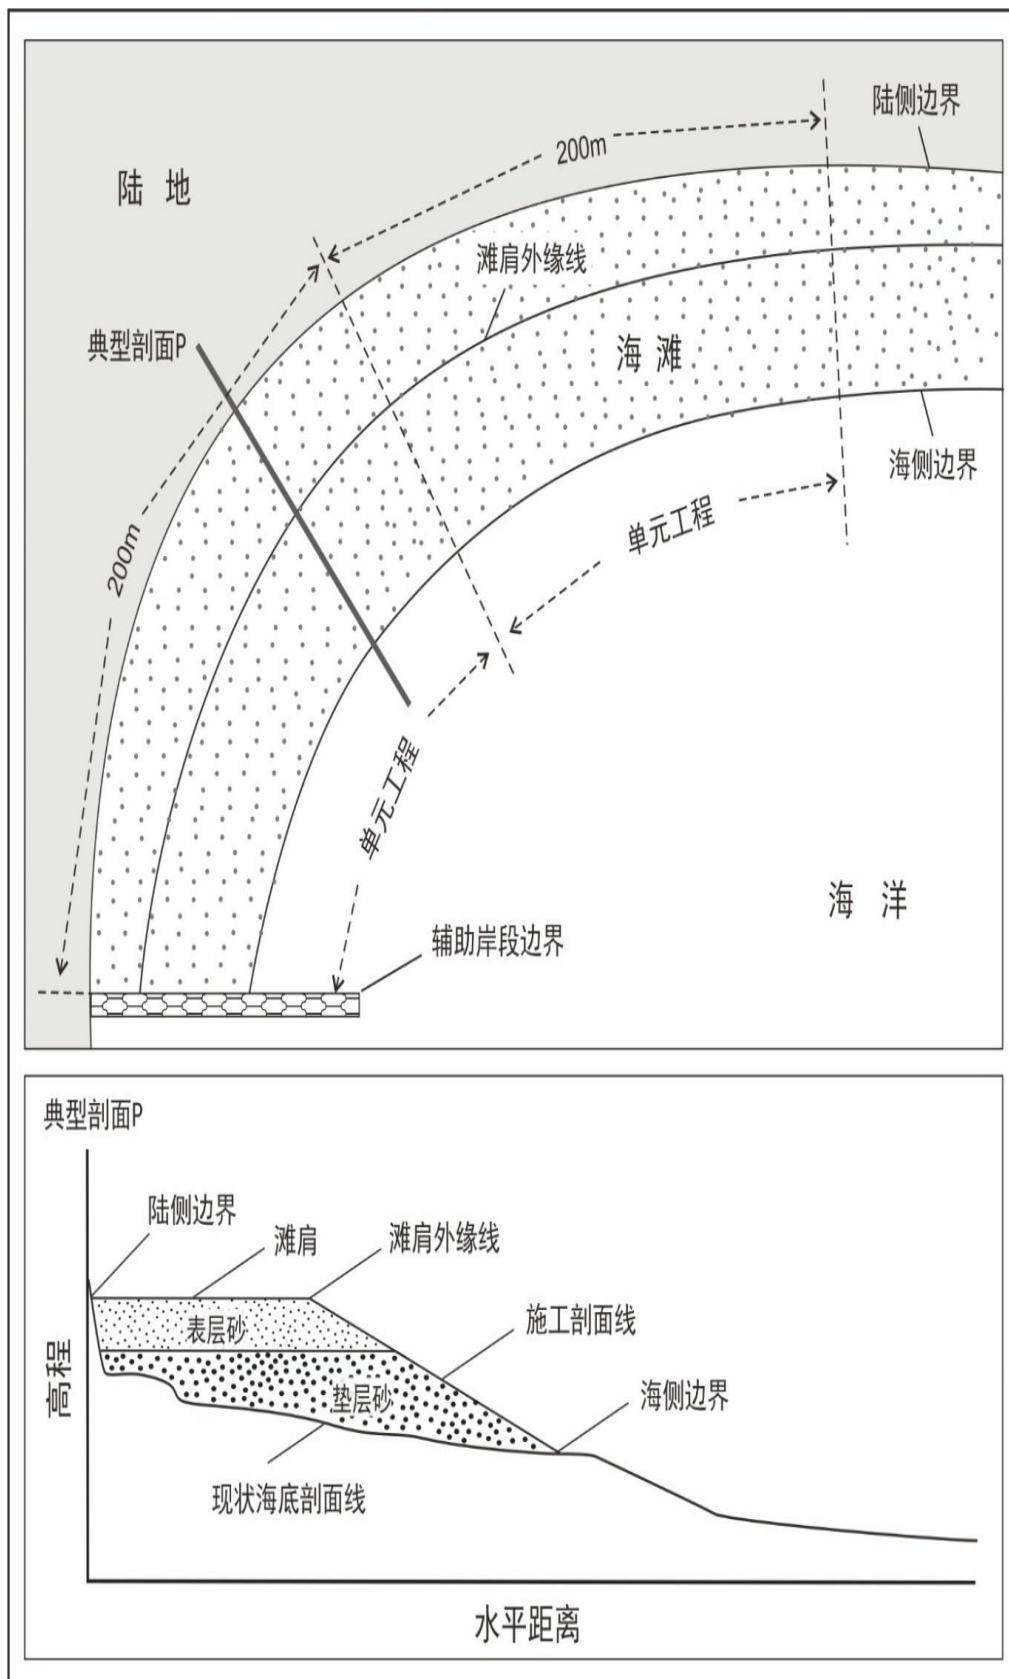 陆侧边界
200m
陆 地
滩肩外缘线
典型剖面P
海 滩
海侧边界
单元工程
200m
单元工程
海 洋
辅助岸段边界
典型剖面P
陆侧边界
滩肩
滩肩外缘线
表层砂
施工剖面线
高程
垫层砂
海侧边界
现状海底剖面线
水平距离